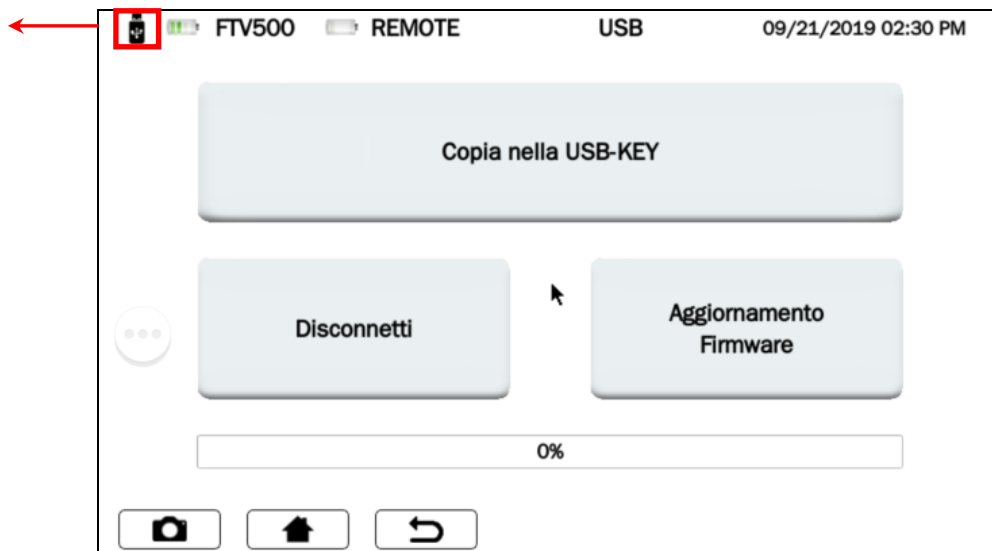 FTV500 REMOTE USB 09/21/2019 02:30 PM
Copia nella USB-KEY
Disconnetti
Aggiornamento
Firmware
0%